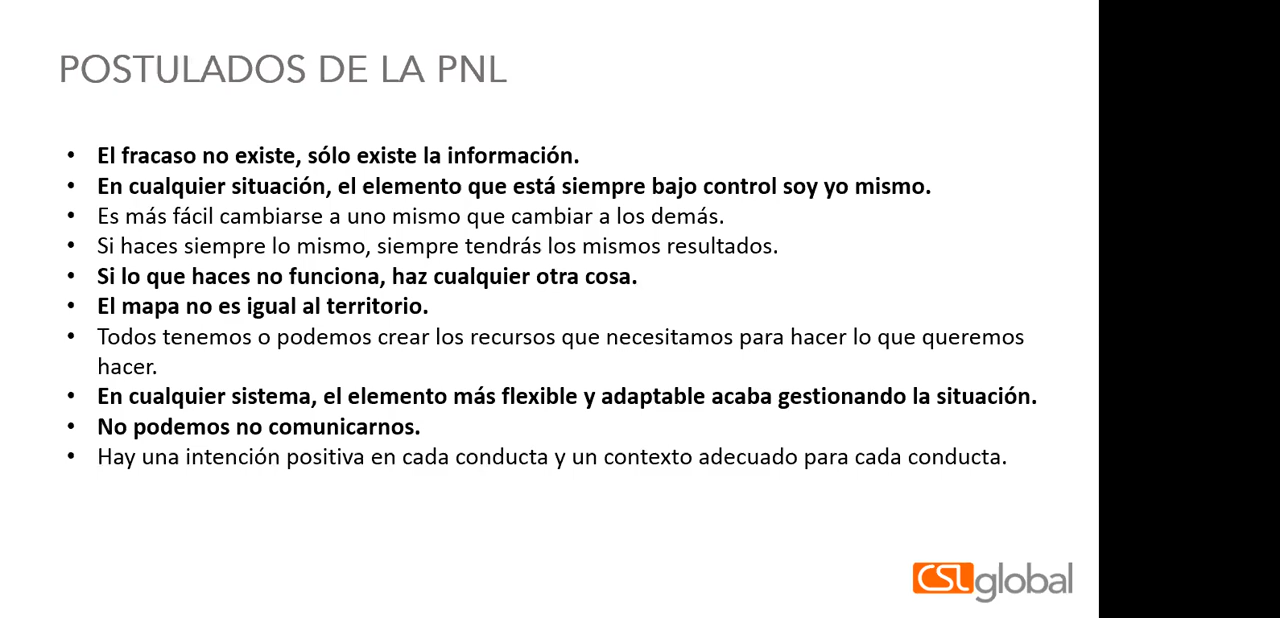 POSTULADOS DE LA PNL
• El fracaso no existe, sólo existe la información.
• En cualquier situación, el elemento que está siempre bajo control soy yo mismo.
• Es más fácil cambiarse a uno mismo que cambiar a los demás.
• Si haces siempre lo mismo, siempre tendrás los mismos resultados.
• Si lo que haces no funciona, haz cualquier otra cosa.
• El mapa no es igual al territorio.
• Todos tenemos o podemos crear los recursos que necesitamos para hacer lo que queremos
hacer.
• En cualquier sistema, el elemento más flexible y adaptable acaba gestionando la situación.
• No podemos no comunicarnos.
• Hay una intención positiva en cada conducta y un contexto adecuado para cada conducta.
CSL global